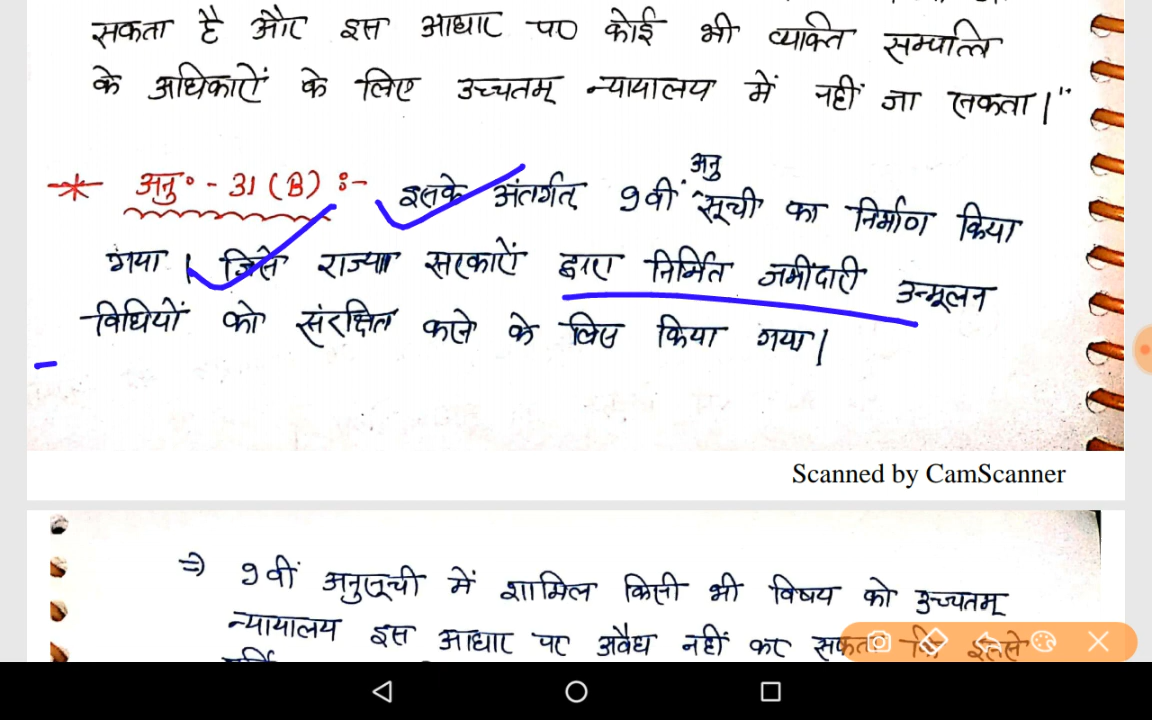 सकता है और इस आधार पर कोई भी व्यक्ति सम्पत्ति
के अधिकारों के लिए उच्चतम् न्यायालय में नहीं जा सकता।"
* अनु॰ - 31 (B) :- इसके अंतर्गत 9वीं अनुसूची का निर्माण किया
गया। जिसे राज्य सरकारों द्वारा निर्मित जमींदारी उन्मूलन
विधियों को संरक्षित करने के लिए किया गया।
Scanned by CamScanner
⇒ 9वीं अनुसूची में शामिल किसी भी विषय को उच्चतम्
न्यायालय इस आधार पर अवैध नहीं कर सकता कि इससे